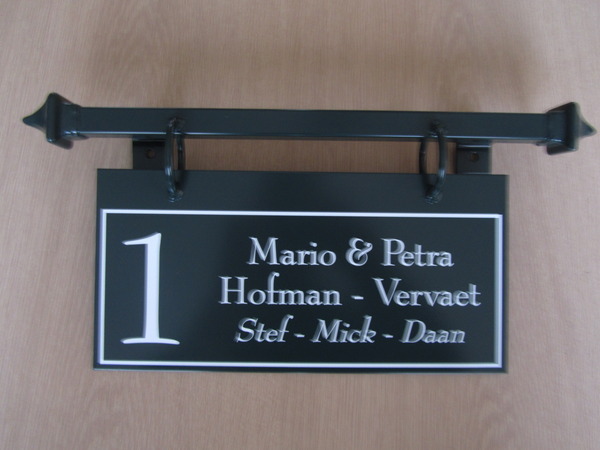 1
Mario & Petra
Hofman - Vervaet
Stef - Mick - Daan